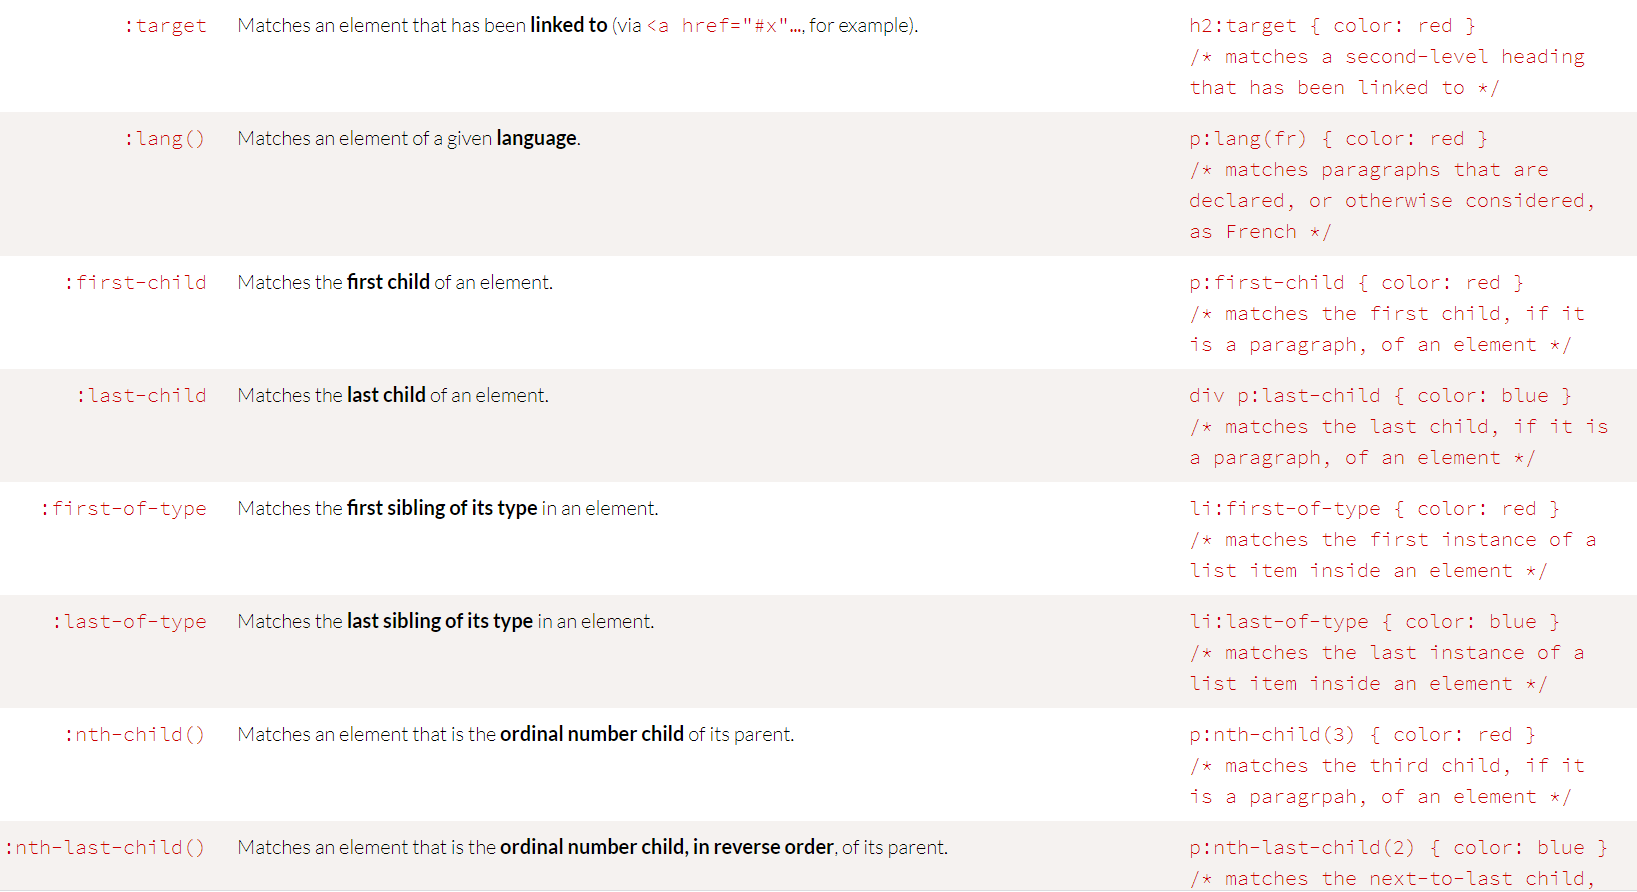 :target Matches an element that has been linked to (via <a href="#x"…, for example). h2:target { color: red }
/* matches a second-level heading
that has been linked to */
:lang() Matches an element of a given language. p:lang(fr) { color: red }
/* matches paragraphs that are
declared, or otherwise considered,
as French */
:first-child Matches the first child of an element. p:first-child { color: red }
/* matches the first child, if it
is a paragraph, of an element */
:last-child Matches the last child of an element. div p:last-child { color: blue }
/* matches the last child, if it is
a paragraph, of an element */
:first-of-type Matches the first sibling of its type in an element. li:first-of-type { color: red }
/* matches the first instance of a
list item inside an element */
:last-of-type Matches the last sibling of its type in an element. li:last-of-type { color: blue }
/* matches the last instance of a
list item inside an element */
:nth-child() Matches an element that is the ordinal number child of its parent. p:nth-child(3) { color: red }
/* matches the third child, if it
is a paragrpah, of an element */
:nth-last-child() Matches an element that is the ordinal number child, in reverse order, of its parent. p:nth-last-child(2) { color: blue }
/* matches the next-to-last child,